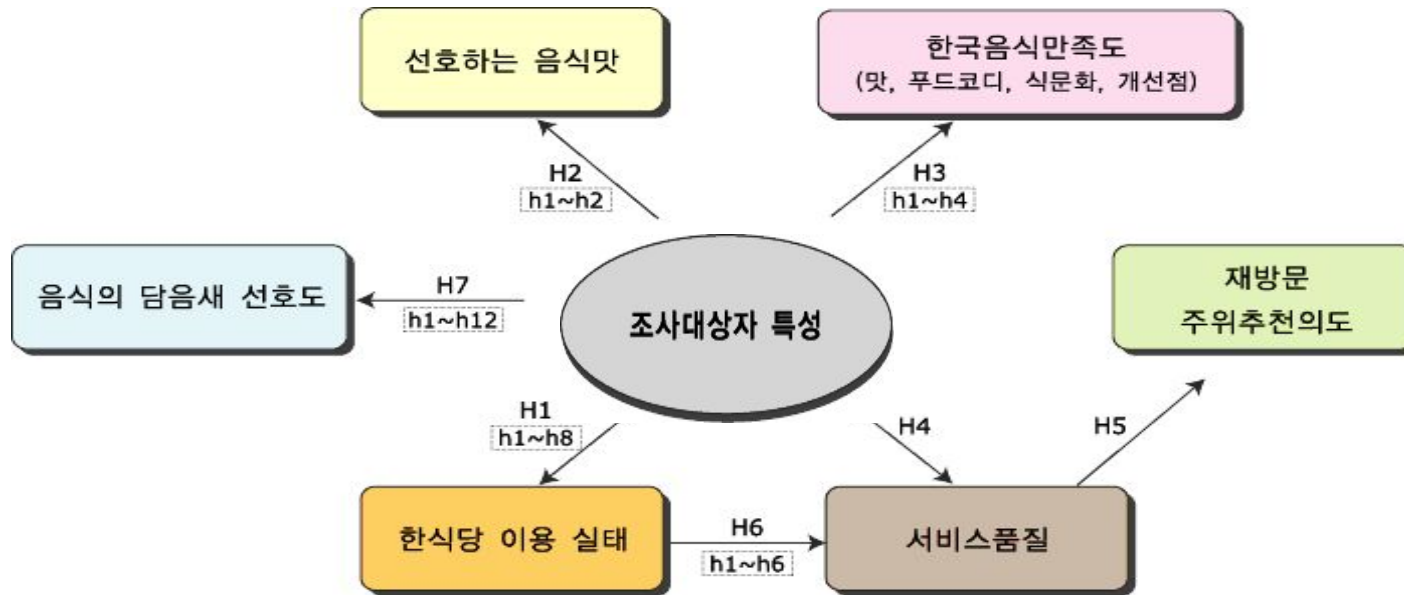 선호하는 음식맛
한국음식만족도
(맛, 푸드코디, 식문화, 개선점)
H2
h1~h2
H3
h1~h4
음식의 담음새 선호도
H7
h1~h12
조사대상자 특성
재방문
주위추천의도
H1
h1~h8
H4
H5
한식당 이용 실태
H6
h1~h6
서비스품질